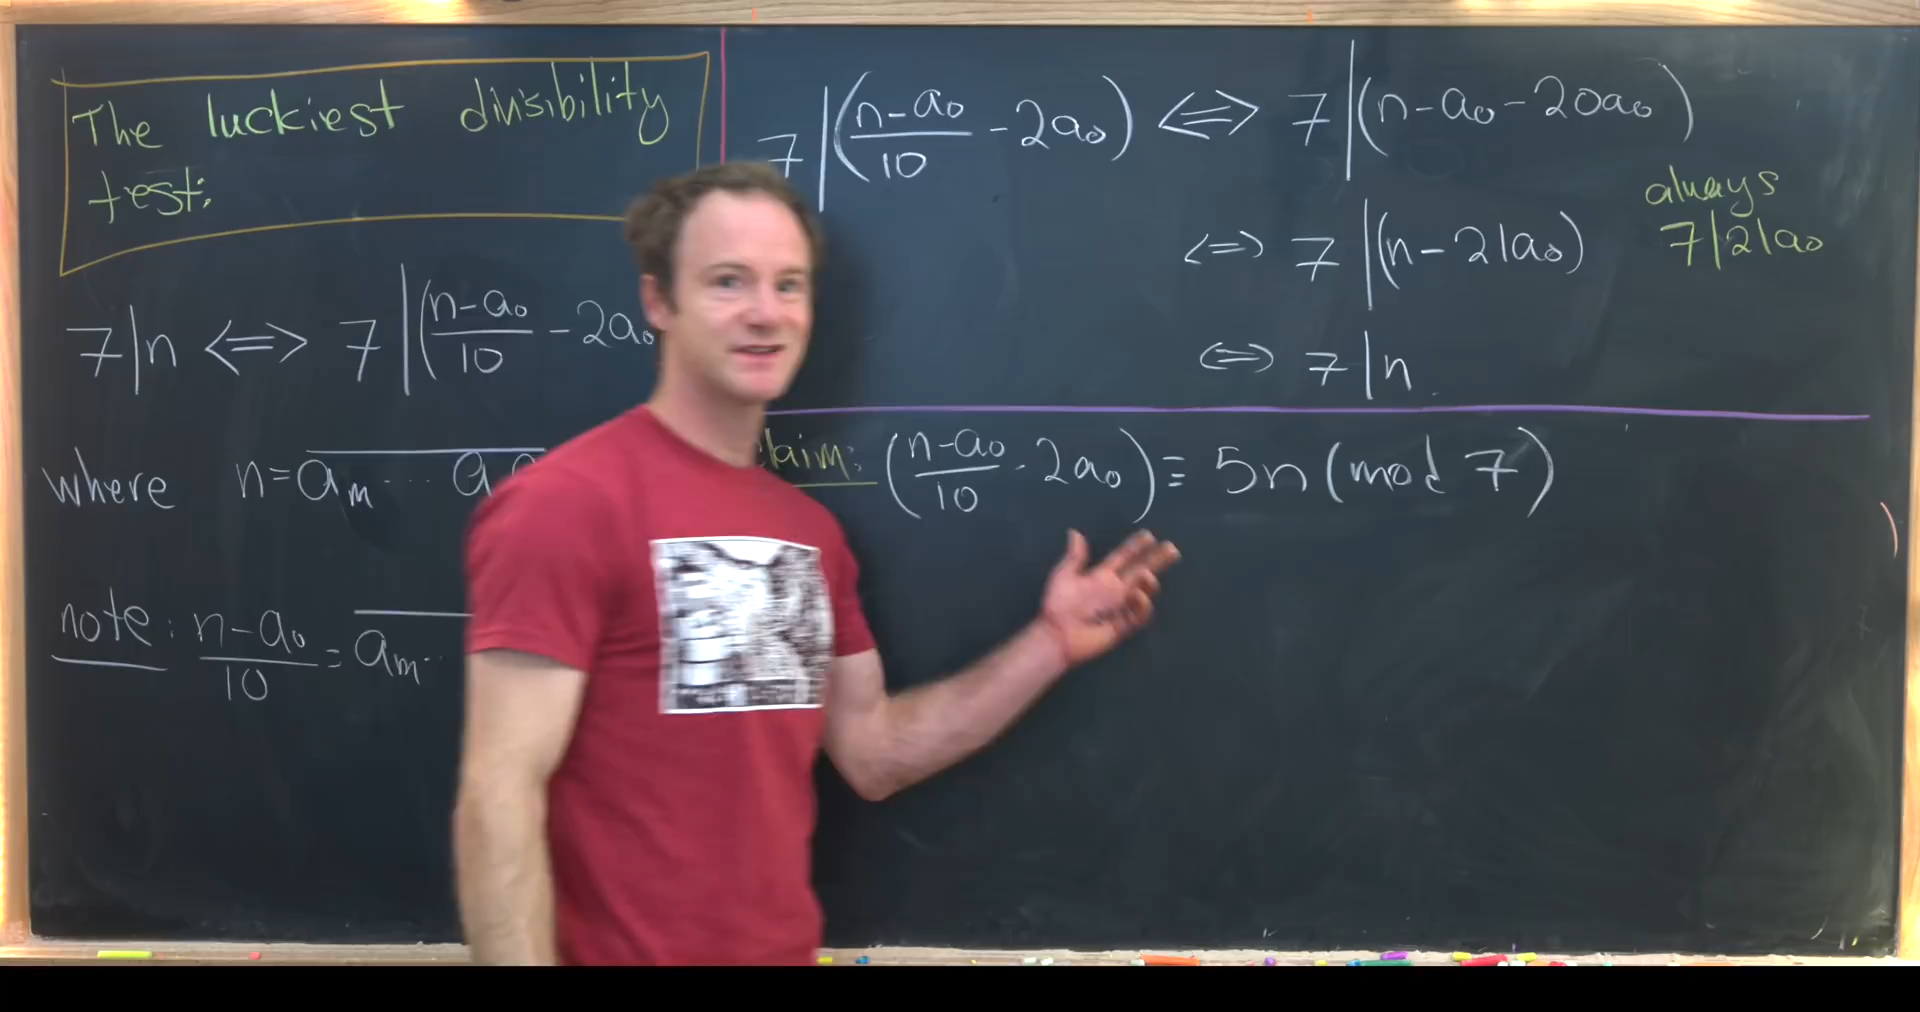 The luckiest divisibility
test:
7|n <=> 7|(n-a₀/10 - 2a₀
where n=aₘ...
note: n-a₀/10 = aₘ..
7|(n-a₀/10 - 2a₀) <=> 7|(n-a₀-20a₀)
<=> 7|(n-21a₀)
always
7|21a₀
<=> 7|n.
claim: (n-a₀/10 - 2a₀) ≡ 5n (mod 7)